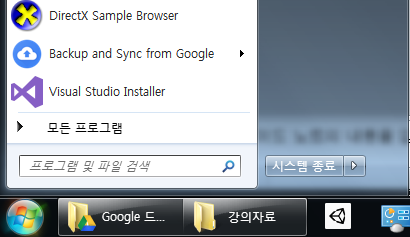 DirectX Sample Browser
Backup and Sync from Google
Visual Studio Installer
모든 프로그램
프로그램 및 파일 검색
시스템 종료
Google 드...
강의자료